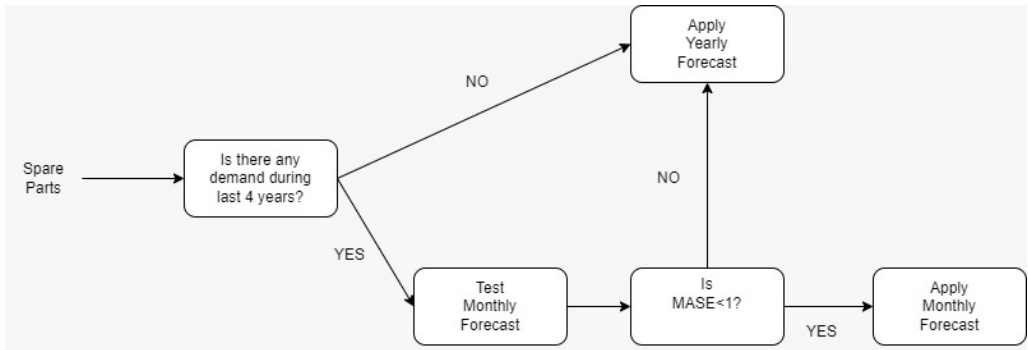 Apply
Yearly
Forecast
NO
Spare
Parts
Is there any
demand during
last 4 years?
NO
YES
Test
Monthly
Forecast
Is
MASE<1?
YES
Apply
Monthly
Forecast